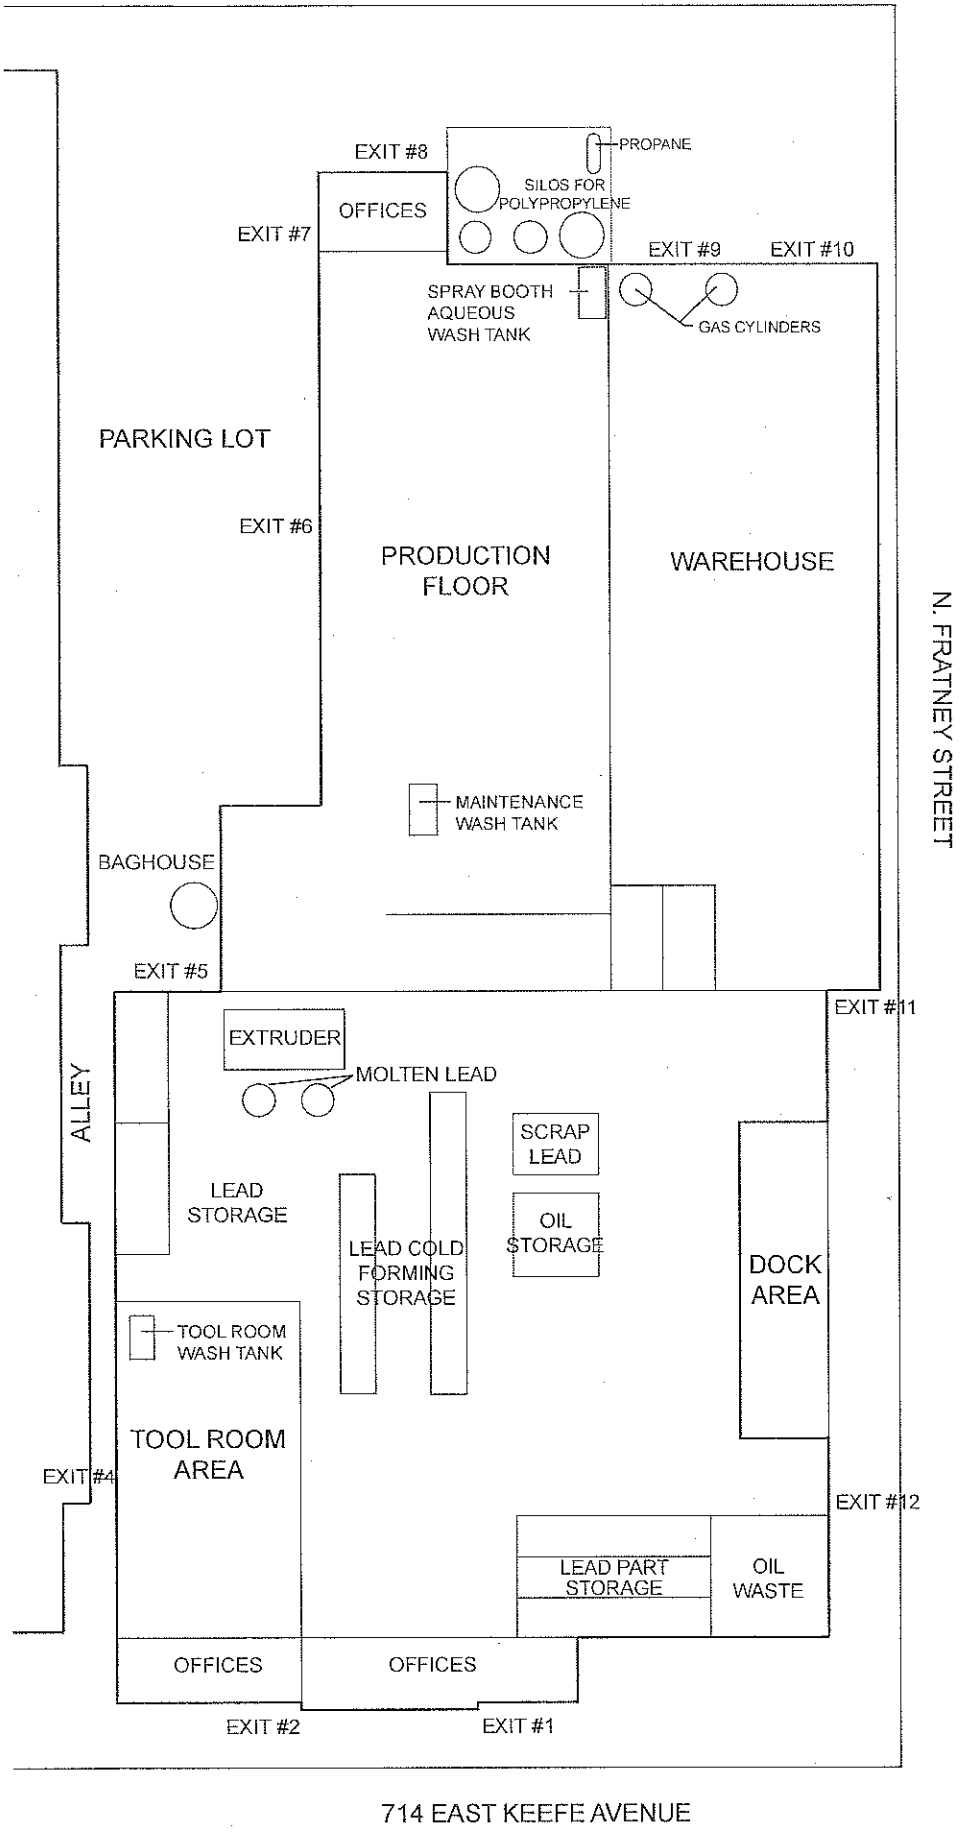 EXIT #8
PROPANE
SILOS FOR
POLYPROPYLENE
OFFICES
EXIT #7
EXIT #9
EXIT #10
SPRAY BOOTH
AQUEOUS
WASH TANK
GAS CYLINDERS
PARKING LOT
EXIT #6
PRODUCTION
FLOOR
WAREHOUSE
N. FRATNEY STREET
MAINTENANCE
WASH TANK
BAGHOUSE
EXIT #5
EXIT #11
EXTRUDER
MOLTEN LEAD
ALLEY
SCRAP
LEAD
LEAD
STORAGE
OIL
STORAGE
LEAD COLD
FORMING
STORAGE
DOCK
AREA
TOOL ROOM
WASH TANK
TOOL ROOM
AREA
EXIT #4
EXIT #12
LEAD PART
STORAGE
OIL
WASTE
OFFICES
OFFICES
EXIT #2
EXIT #1
714 EAST KEEFE AVENUE